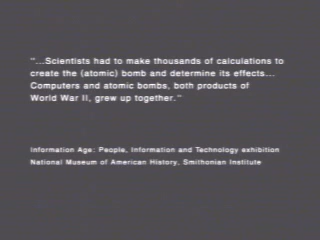 "...Scientists had to make thousands of calculations to
create the (atomic) bomb and determine its effects...
Computers and atomic bombs, both products of
World War II, grew up together."
Information Age: People, Information and Technology exhibition
National Museum of American History, Smithonian Institute